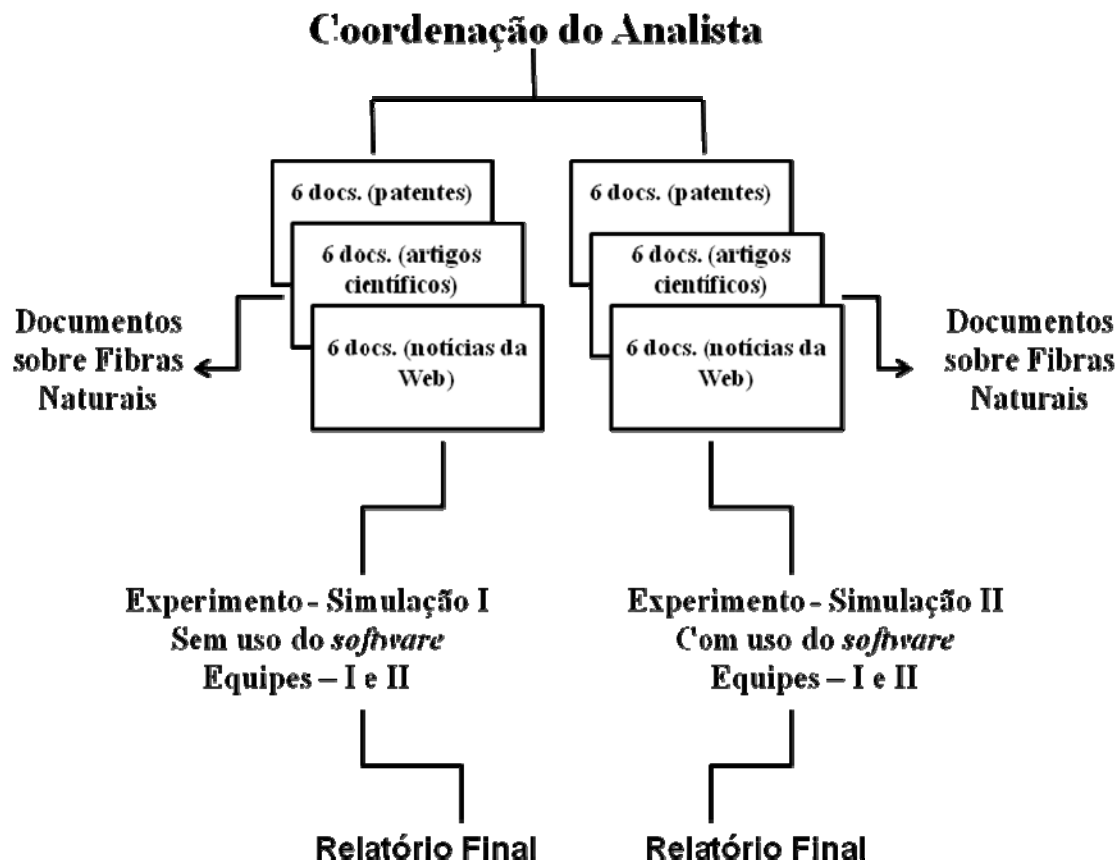 Coordenação do Analista
6 docs. (patentes)
6 docs. (artigos
científicos)
6 docs. (notícias da
Web)
Documentos
sobre Fibras
Naturais
6 docs. (patentes)
6 docs. (artigos
científicos)
6 docs. (notícias da
Web)
Documentos
sobre Fibras
Naturais
Experimento - Simulação I
Sem uso do software
Equipes – I e II
Experimento - Simulação II
Com uso do software
Equipes – I e II
Relatório Final
Relatório Final